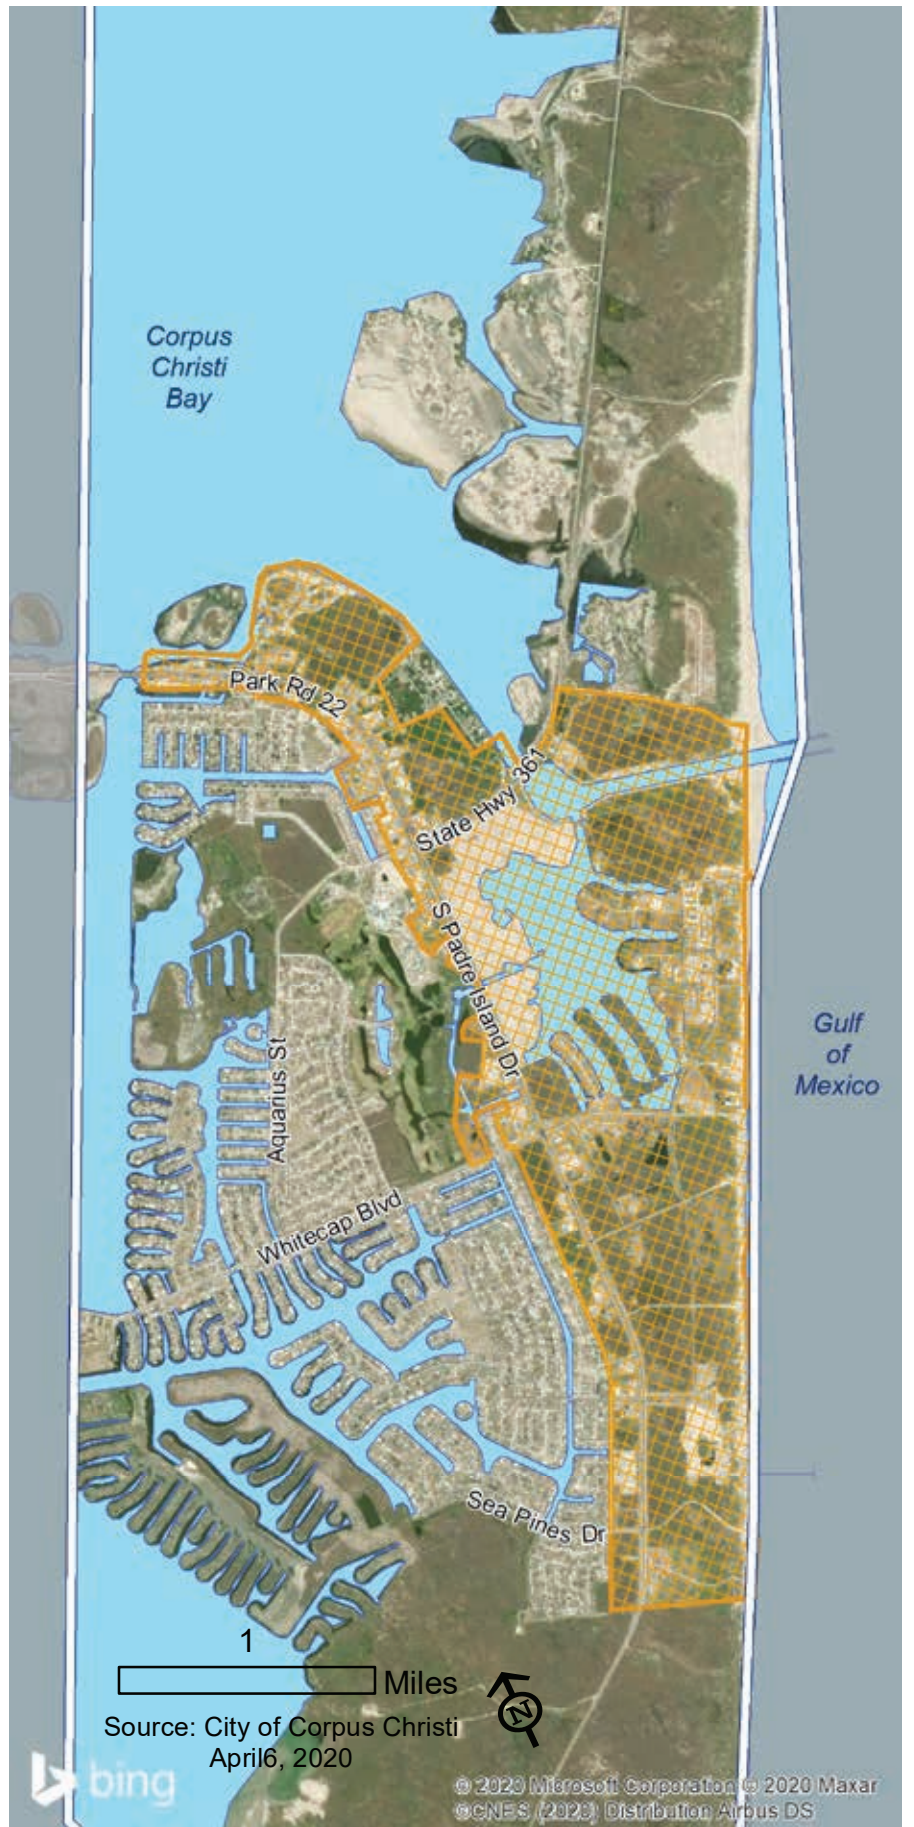 Corpus
Christi
Bay
Park Rd 22
State Hwy 361
S Padre Island Dr
Gulf
of
Mexico
Aquarius St
Whitecap Blvd
Sea Pines Dr
1
Miles
N
Source: City of Corpus Christi
April6, 2020
bing
© 2020 Microsoft Corporation © 2020 Maxar
©CNES (2020) Distribution Airbus DS